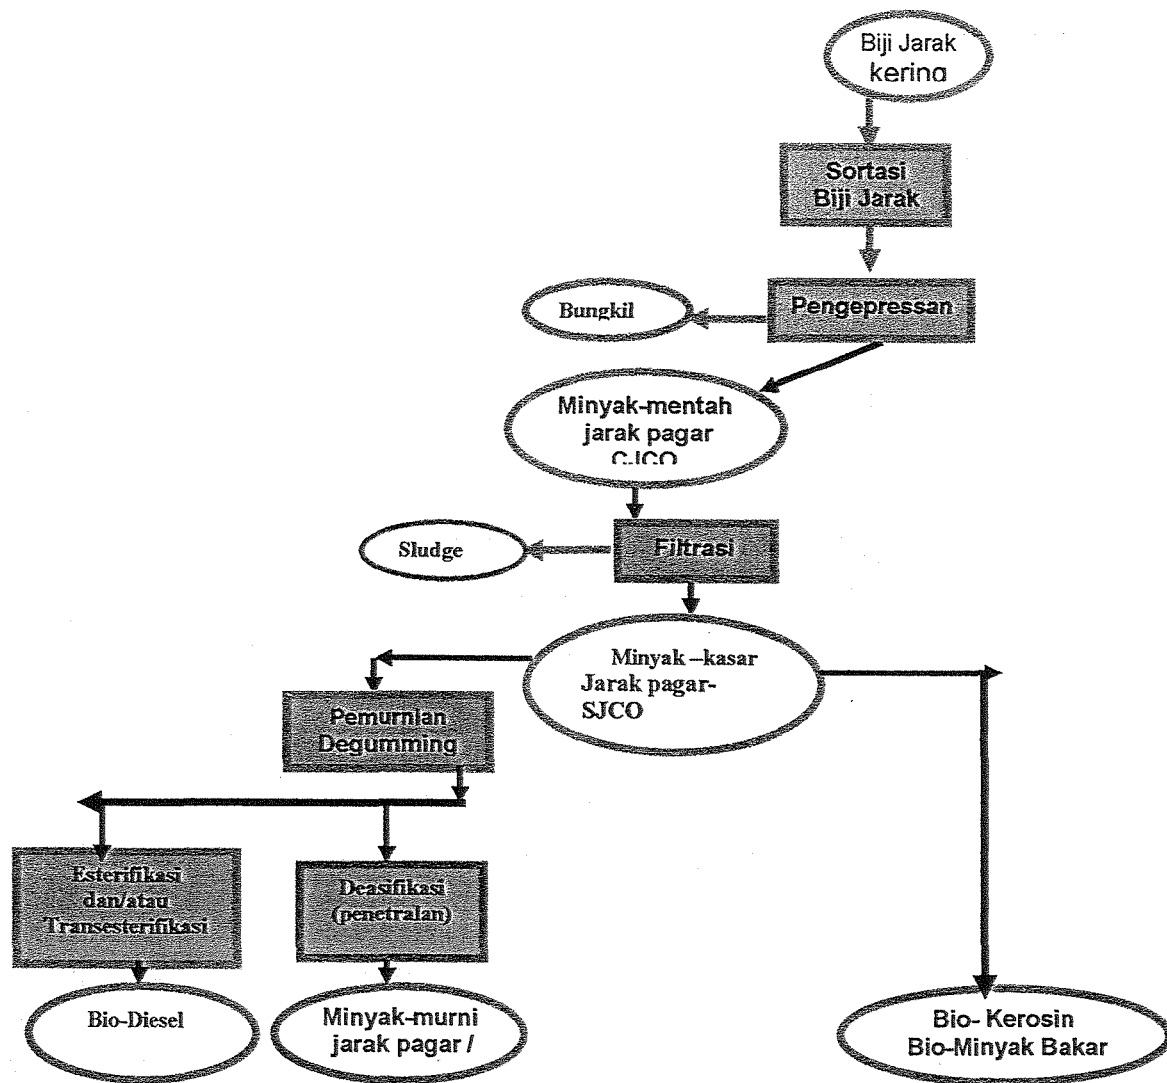 Biji Jarak
kering
Sortasi
Biji Jarak
Pengepressan
Bungkil
Minyak-mentah
jarak pagar
CJCO
Filtrasi
Sludge
Minyak –kasar
Jarak pagar-
SJCO
Pemurnian
Degumming
Esterifikasi
dan/atau
Transesterifikasi
Deasifikasi
(penetralan)
Bio-Diesel
Minyak-murni
jarak pagar /
Bio- Kerosin
Bio-Minyak Bakar